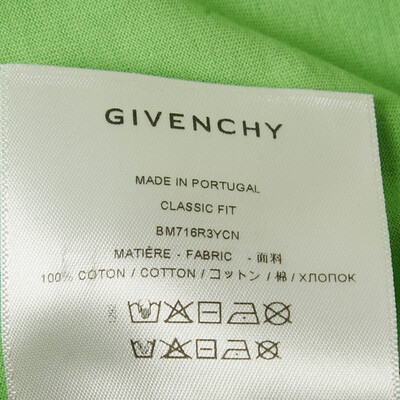 GIVENCHY
MADE IN PORTUGAL
CLASSIC FIT
BM716R3YCN
MATIÈRE - FABRIC - 面料
100% COTON / COTTON / コットン / 棉 / ХЛОПОК